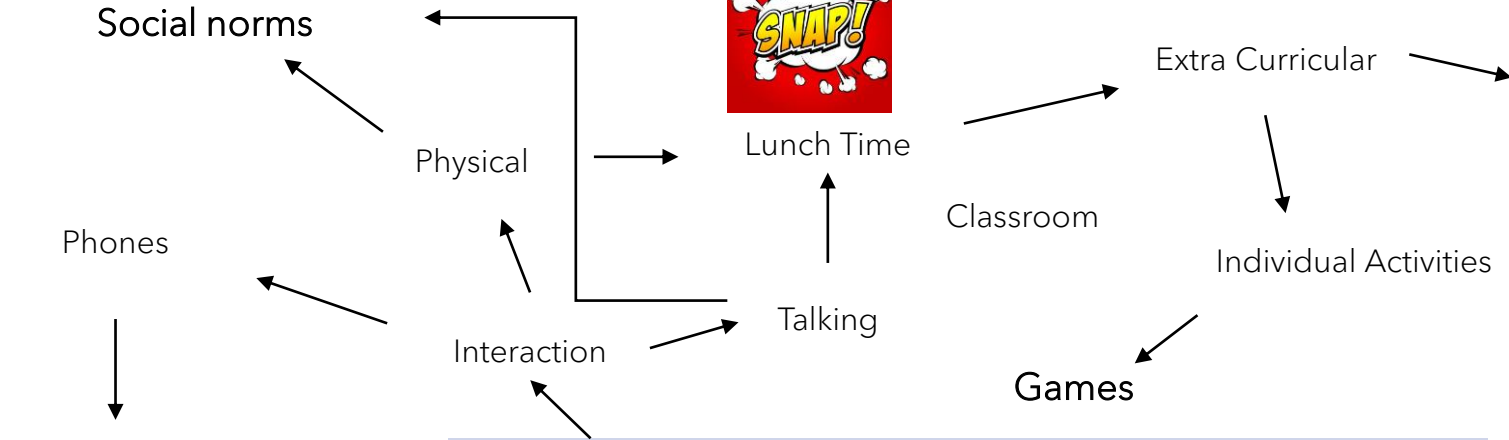 Social norms
SNAP!
Extra Curricular
Lunch Time
Physical
Classroom
Phones
Individual Activities
Talking
Interaction
Games